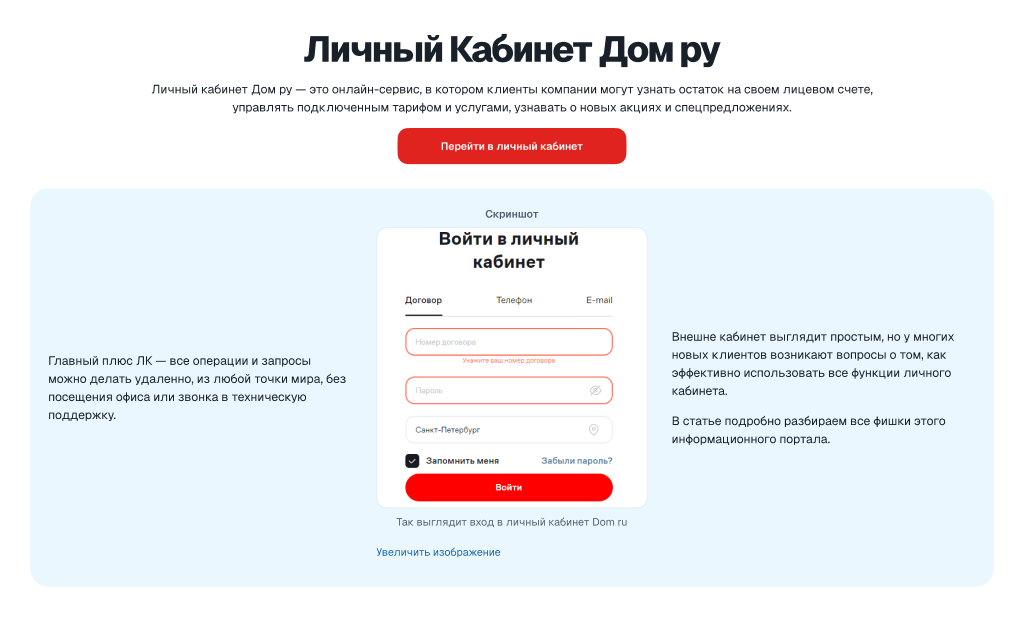 Личный Кабинет Дом ру
Личный кабинет Дом ру — это онлайн-сервис, в котором клиенты компании могут узнать остаток на своем лицевом счете,
управлять подключенным тарифом и услугами, узнавать о новых акциях и спецпредложениях.
Перейти в личный кабинет
Главный плюс ЛК — все операции и запросы
можно делать удаленно, из любой точки мира, без
посещения офиса или звонка в техническую
поддержку.
Скриншот
Войти в личный
кабинет
Договор Телефон E-mail
Номер договора
Укажите ваш номер договора
Пароль
Санкт-Петербург
Запомнить меня Забыли пароль?
Войти
Так выглядит вход в личный кабинет Dom ru
Увеличить изображение
Внешне кабинет выглядит простым, но у многих
новых клиентов возникают вопросы о том, как
эффективно использовать все функции личного
кабинета.
В статье подробно разбираем все фишки этого
информационного портала.